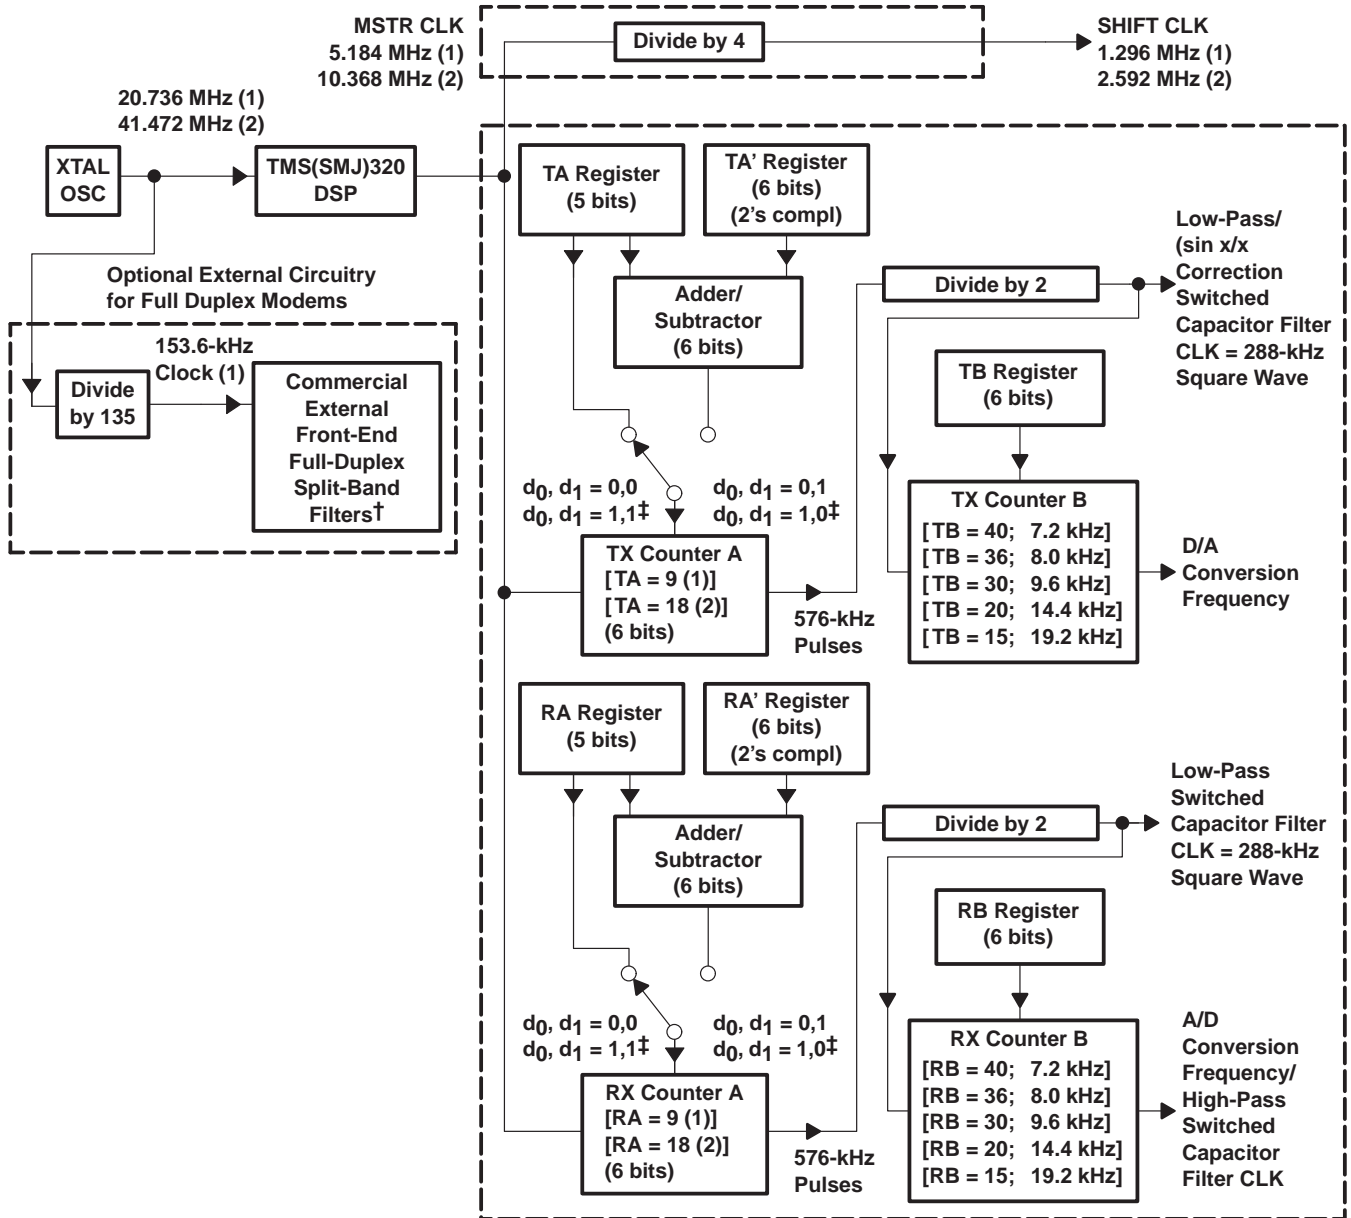 MSTR CLK
5.184 MHz (1)
10.368 MHz (2)
Divide by 4
SHIFT CLK
1.296 MHz (1)
2.592 MHz (2)
20.736 MHz (1)
41.472 MHz (2)
XTAL
OSC
TMS(SMJ)320
DSP
Optional External Circuitry
for Full Duplex Modems
153.6-kHz
Clock (1)
Divide
by 135
Commercial
External
Front-End
Full-Duplex
Split-Band
Filters†
TA Register
(5 bits)
TA’ Register
(6 bits)
(2’s compl)
Adder/
Subtractor
(6 bits)
d0, d1 = 0,0
d0, d1 = 1,1‡
d0, d1 = 0,1
d0, d1 = 1,0‡
TX Counter A
[TA = 9 (1)]
[TA = 18 (2)]
(6 bits)
576-kHz
Pulses
Divide by 2
Low-Pass/
(sin x/x
Correction
Switched
Capacitor Filter
CLK = 288-kHz
Square Wave
TB Register
(6 bits)
TX Counter B
[TB = 40; 7.2 kHz]
[TB = 36; 8.0 kHz]
[TB = 30; 9.6 kHz]
[TB = 20; 14.4 kHz]
[TB = 15; 19.2 kHz]
D/A
Conversion
Frequency
RA Register
(5 bits)
RA’ Register
(6 bits)
(2’s compl)
Adder/
Subtractor
(6 bits)
d0, d1 = 0,0
d0, d1 = 1,1‡
d0, d1 = 0,1
d0, d1 = 1,0‡
RX Counter A
[RA = 9 (1)]
[RA = 18 (2)]
(6 bits)
576-kHz
Pulses
Divide by 2
Low-Pass
Switched
Capacitor Filter
CLK = 288-kHz
Square Wave
RB Register
(6 bits)
RX Counter B
[RB = 40; 7.2 kHz]
[RB = 36; 8.0 kHz]
[RB = 30; 9.6 kHz]
[RB = 20; 14.4 kHz]
[RB = 15; 19.2 kHz]
A/D
Conversion
Frequency/
High-Pass
Switched
Capacitor
Filter CLK